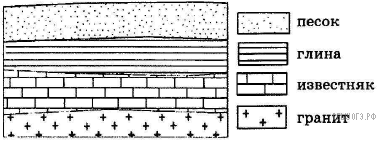 песок
глина
известняк
гранит